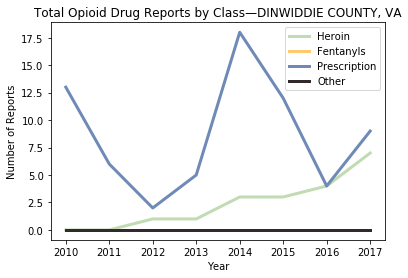 Total Opioid Drug Reports by Class—DINWIDDIE COUNTY, VA
Heroin
Fentanyls
Prescription
Other
Number of Reports
17.5
15.0
12.5
10.0
7.5
5.0
2.5
0.0
2010 2011 2012 2013 2014 2015 2016 2017
Year